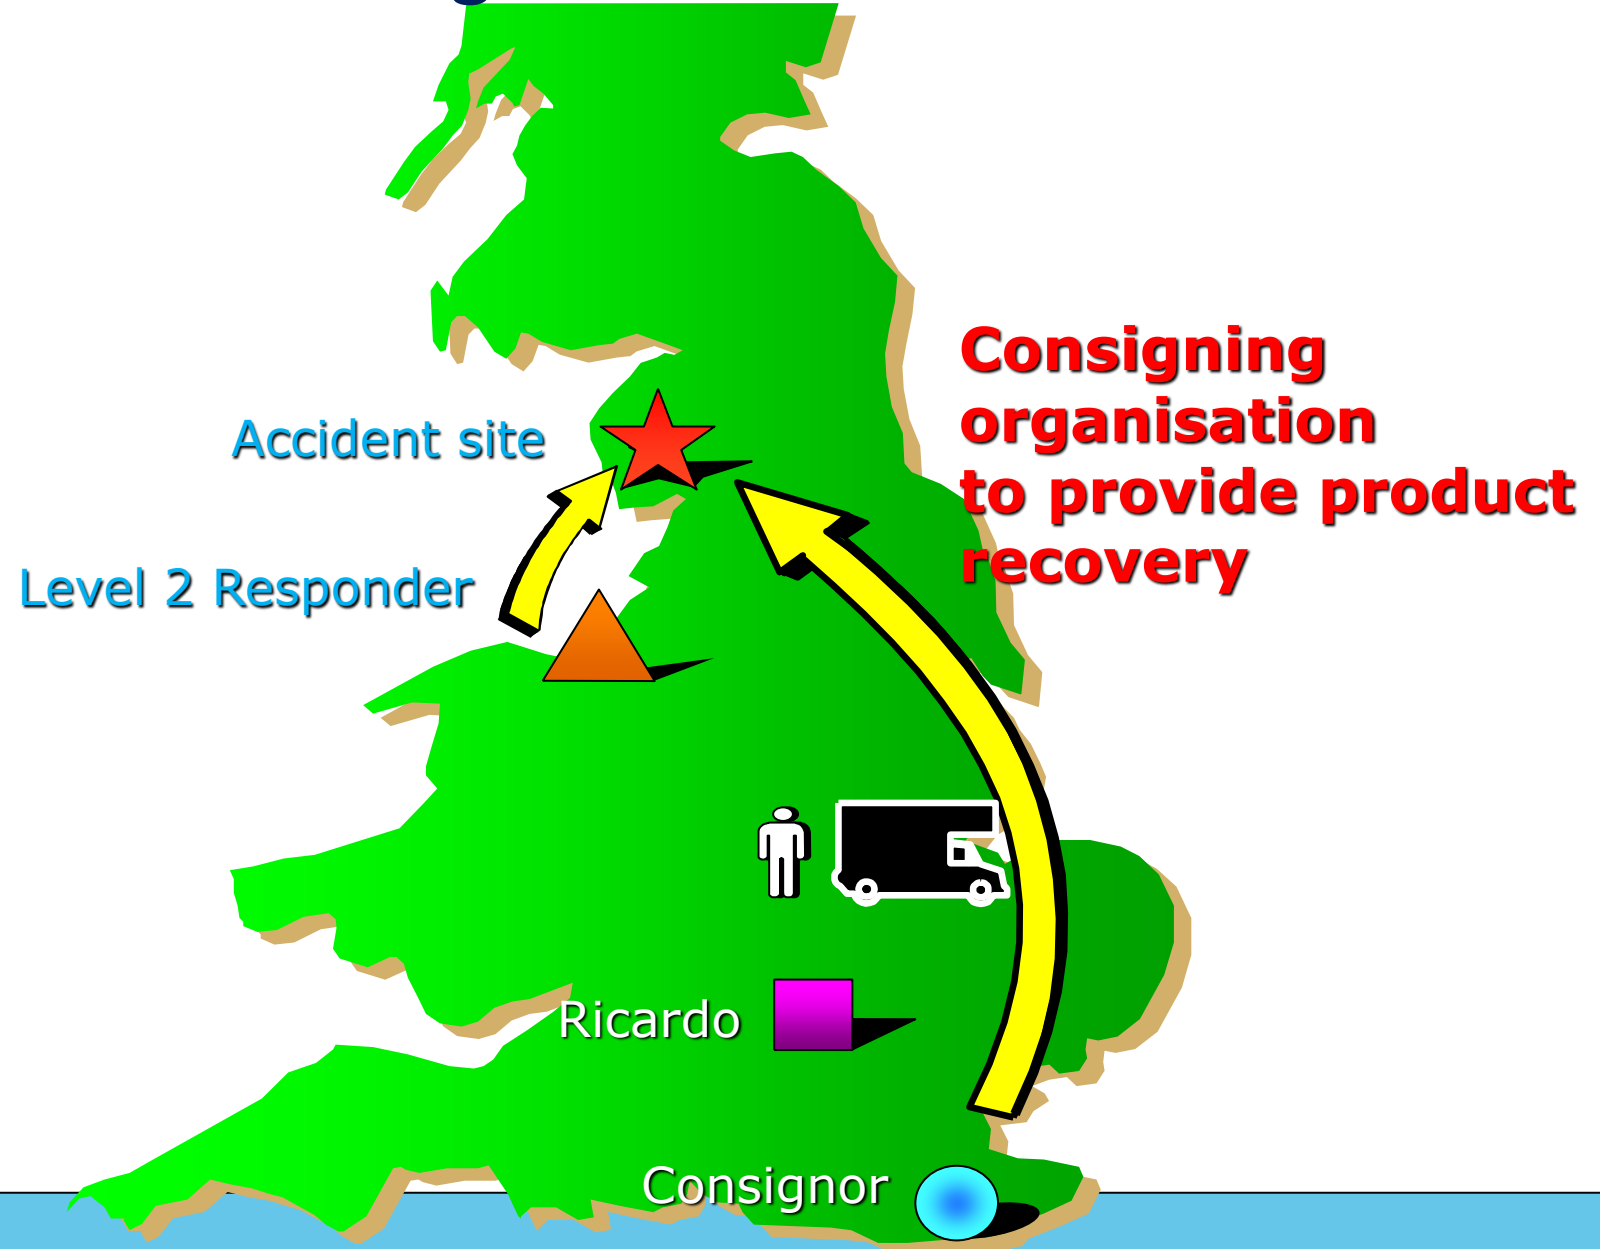 Consigning
organisation
to provide product
recovery
Accident site
Level 2 Responder
Ricardo
Consignor